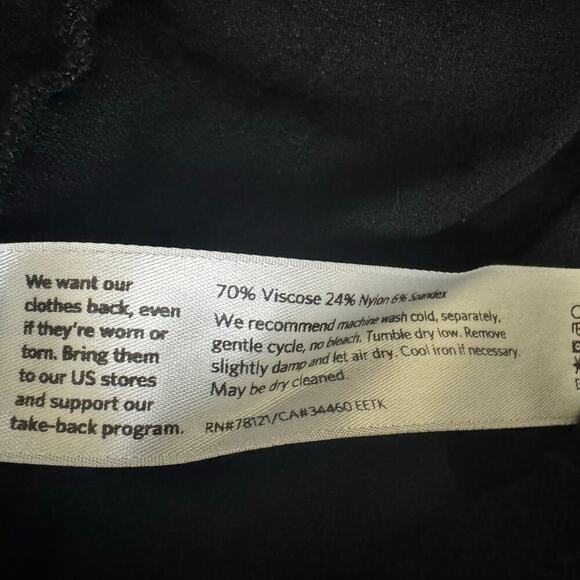 We want our
clothes back, even
if they're worn or
torn. Bring them
to our US stores
and support our
take-back program.
70% Viscose 24% Nylon 6% Spandex
We recommend machine wash cold, separately,
gentle cycle, no bleach. Tumble dry low. Remove
slightly damp and let air dry. Cool iron if necessary.
May be dry cleaned.
RN#78121/CA#34460 EETK